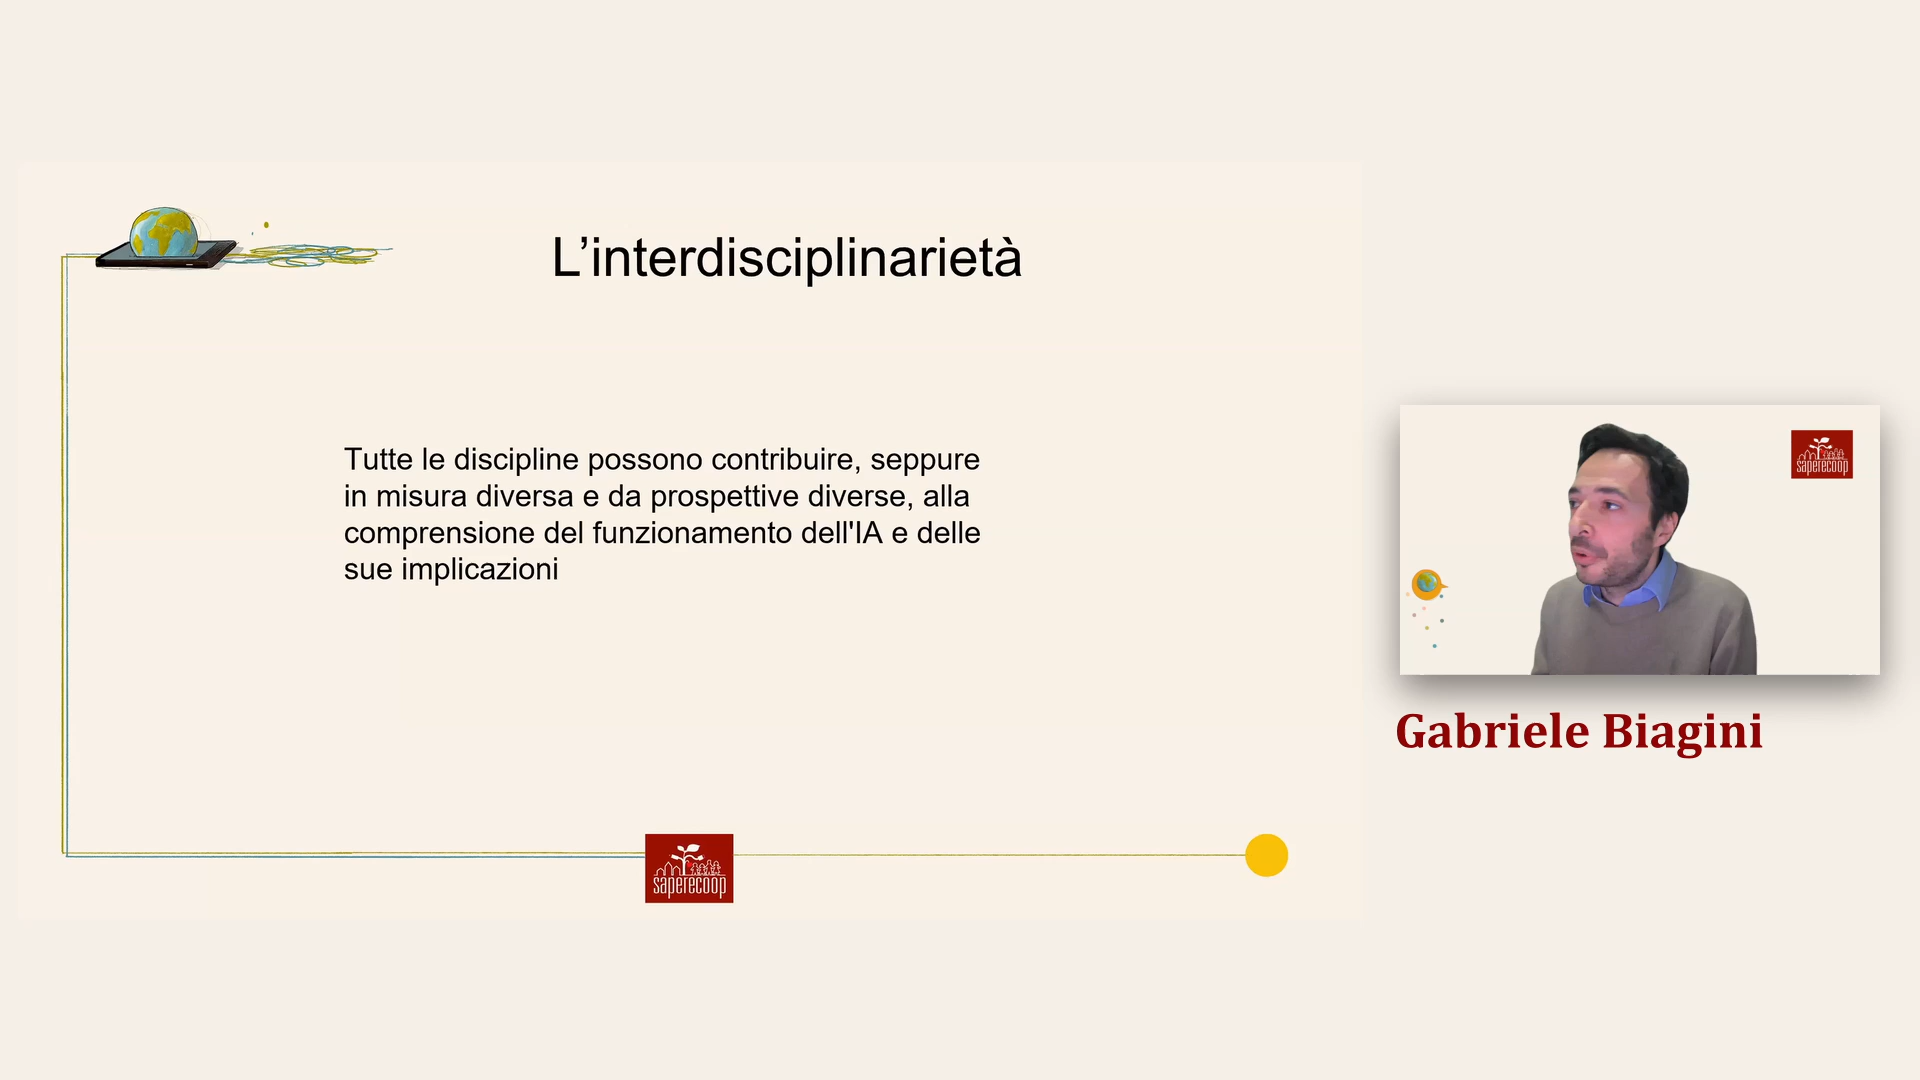 L’interdisciplinarietà
Tutte le discipline possono contribuire, seppure
in misura diversa e da prospettive diverse, alla
comprensione del funzionamento dell'IA e delle
sue implicazioni
saperecoop
saperecoop
Gabriele Biagini